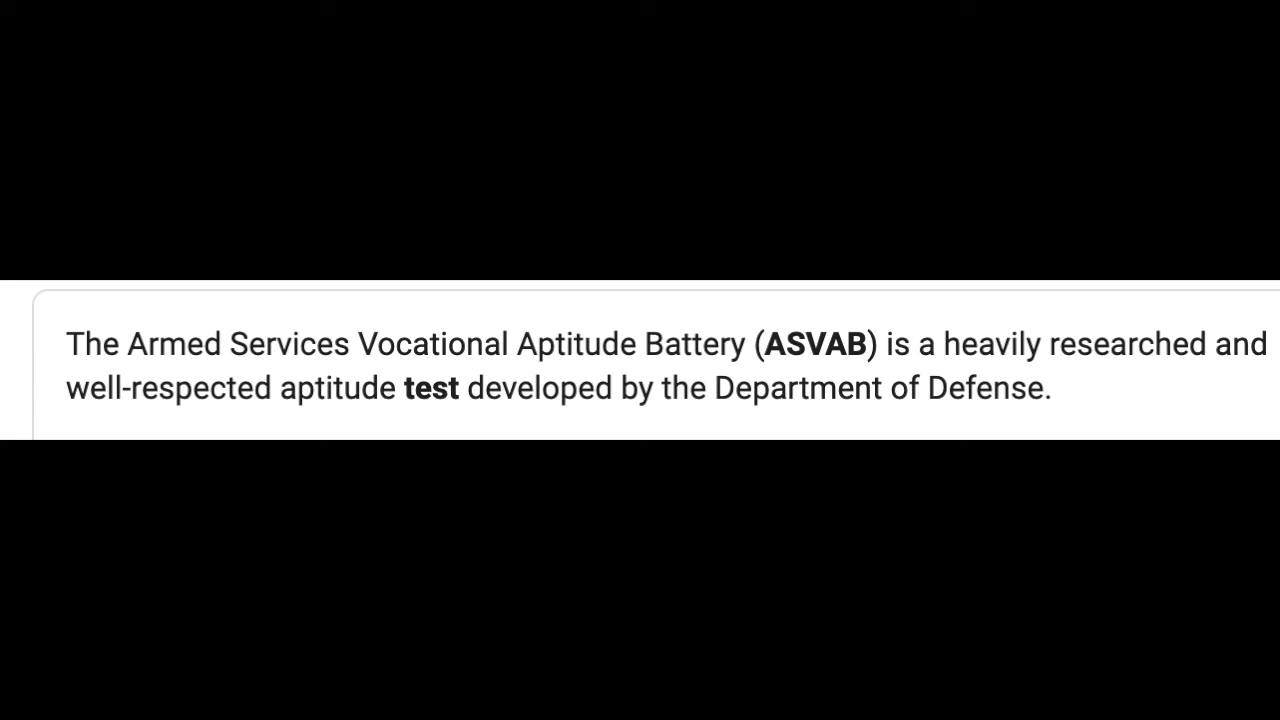 The Armed Services Vocational Aptitude Battery (ASVAB) is a heavily researched and
well-respected aptitude test developed by the Department of Defense.